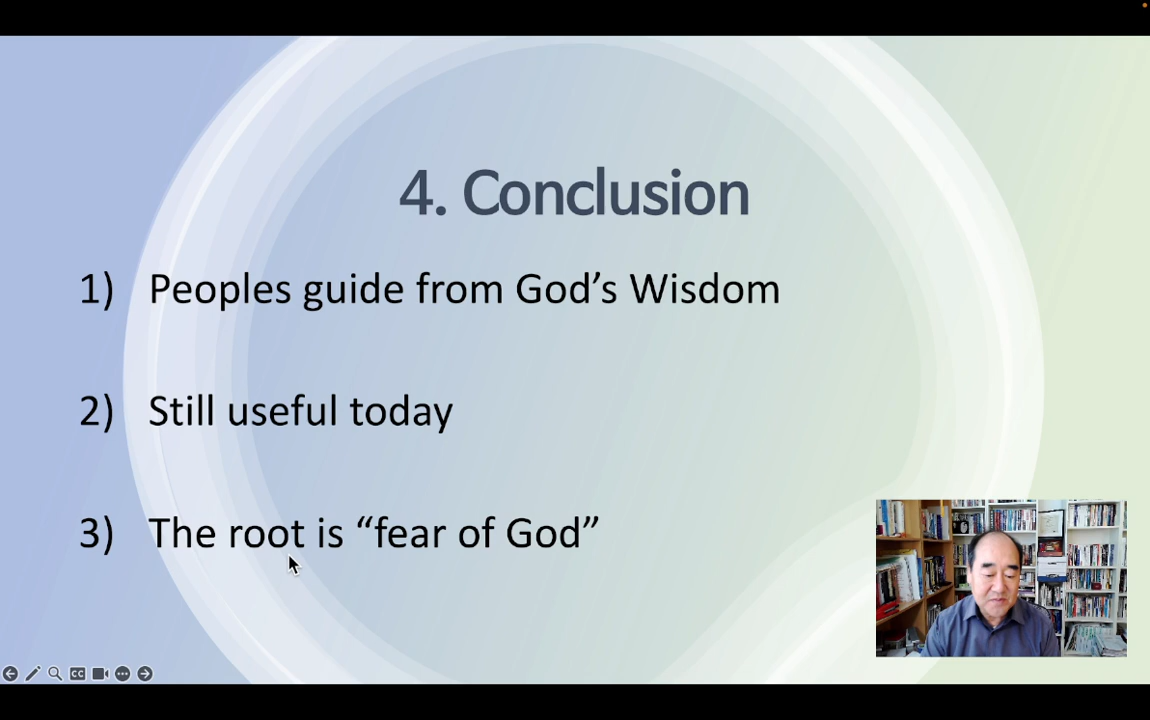 4. Conclusion
1) Peoples guide from God’s Wisdom
2) Still useful today
3) The root is “fear of God”
CC